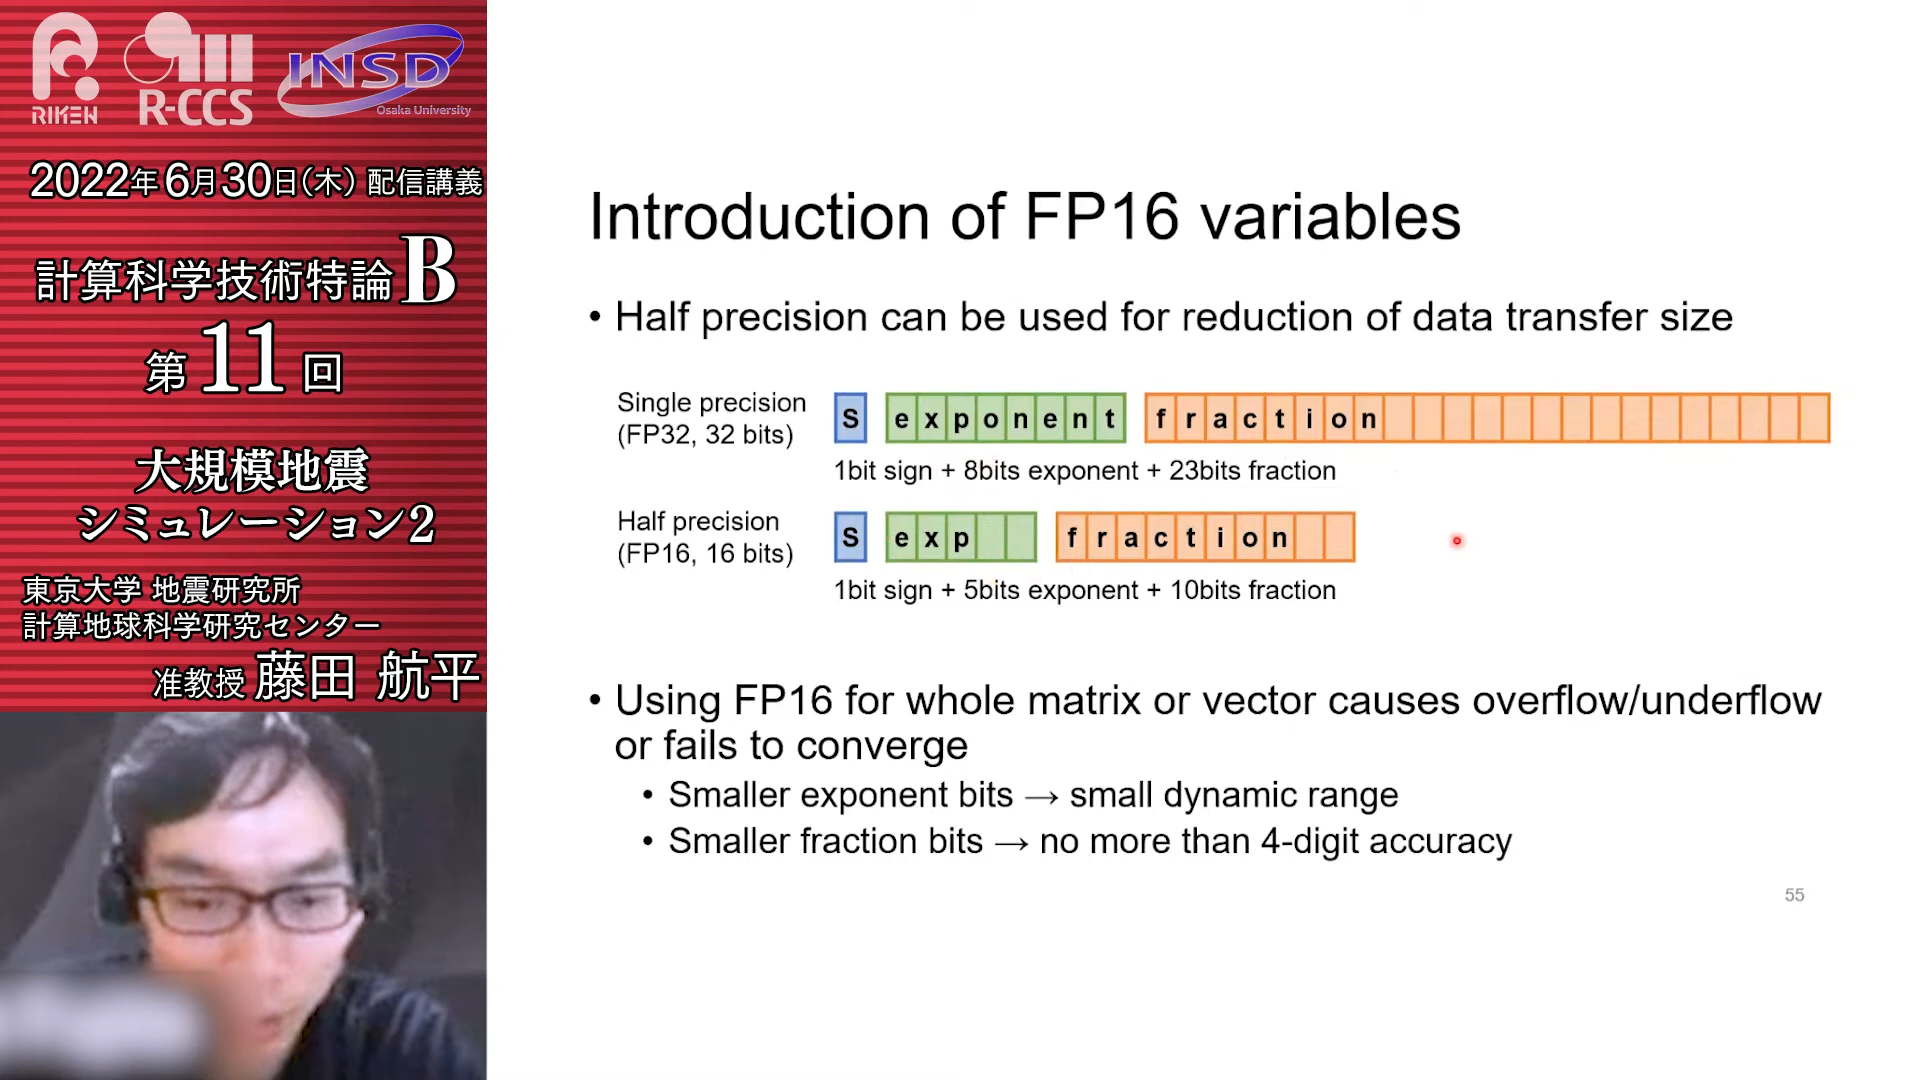 RIKEN
R-CCS
INSD
Osaka University
2022年6月30日(木) 配信講義
計算科学技術特論B
第11回
大規模地震
シミュレーション2
東京大学 地震研究所
計算地球科学研究センター
准教授 藤田 航平
Introduction of FP16 variables
• Half precision can be used for reduction of data transfer size
Single precision
(FP32, 32 bits)
S exponent fraction
1bit sign + 8bits exponent + 23bits fraction
Half precision
(FP16, 16 bits)
S exp fraction
1bit sign + 5bits exponent + 10bits fraction
• Using FP16 for whole matrix or vector causes overflow/underflow
or fails to converge
• Smaller exponent bits → small dynamic range
• Smaller fraction bits → no more than 4-digit accuracy
55